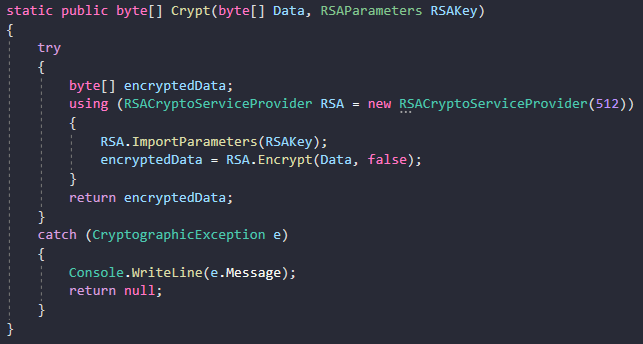 static public byte[] Crypt(byte[] Data, RSAParameters RSAKey)
{
    try
    {
        byte[] encryptedData;
        using (RSACryptoServiceProvider RSA = new RSACryptoServiceProvider(512))
        {
            RSA.ImportParameters(RSAKey);
            encryptedData = RSA.Encrypt(Data, false);
        }
        return encryptedData;
    }
    catch (CryptographicException e)
    {
        Console.WriteLine(e.Message);
        return null;
    }
}